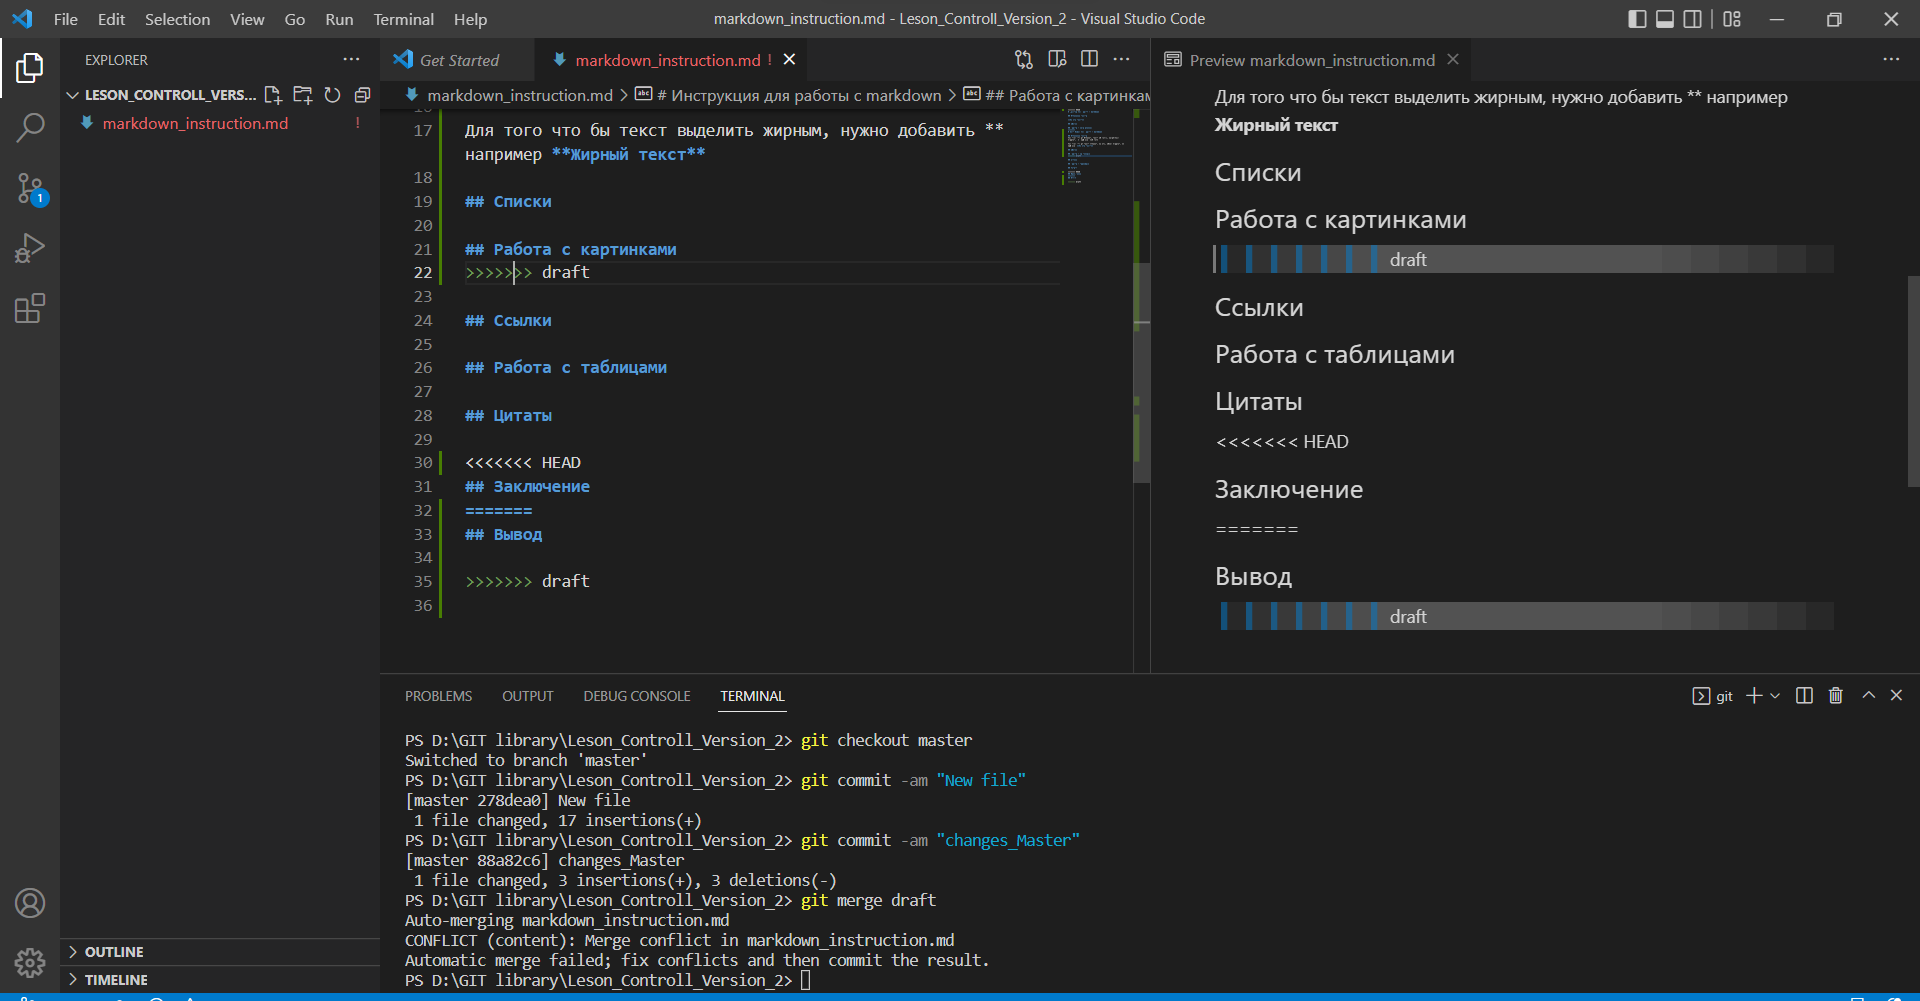 File Edit Selection View Go Run Terminal Help
markdown_instruction.md - Leson_Controll_Version_2 - Visual Studio Code
EXPLORER
LESON_CONTROLL_VERS...
markdown_instruction.md !
1
OUTLINE
TIMELINE
Get Started
markdown_instruction.md !
markdown_instruction.md > # Инструкция для работы с markdown > ## Работа с картинкам
17 Для того что бы текст выделить жирным, нужно добавить **
например **Жирный текст**
18
19 ## Списки
20
21 ## Работа с картинками
22 >>>>>>> draft
23
24 ## Ссылки
25
26 ## Работа с таблицами
27
28 ## Цитаты
29
30 <<<<<<< HEAD
31 ## Заключение
32 =======
33 ## Вывод
34
35 >>>>>>> draft
36
Preview markdown_instruction.md
Для того что бы текст выделить жирным, нужно добавить ** например
Жирный текст
Списки
Работа с картинками
draft
Ссылки
Работа с таблицами
Цитаты
<<<<<<< HEAD
Заключение
=======
Вывод
draft
PROBLEMS OUTPUT DEBUG CONSOLE TERMINAL
git
PS D:\GIT library\Leson_Controll_Version_2> git checkout master
Switched to branch 'master'
PS D:\GIT library\Leson_Controll_Version_2> git commit -am "New file"
[master 278dea0] New file
1 file changed, 17 insertions(+)
PS D:\GIT library\Leson_Controll_Version_2> git commit -am "changes_Master"
[master 88a82c6] changes_Master
1 file changed, 3 insertions(+), 3 deletions(-)
PS D:\GIT library\Leson_Controll_Version_2> git merge draft
Auto-merging markdown_instruction.md
CONFLICT (content): Merge conflict in markdown_instruction.md
Automatic merge failed; fix conflicts and then commit the result.
PS D:\GIT library\Leson_Controll_Version_2>